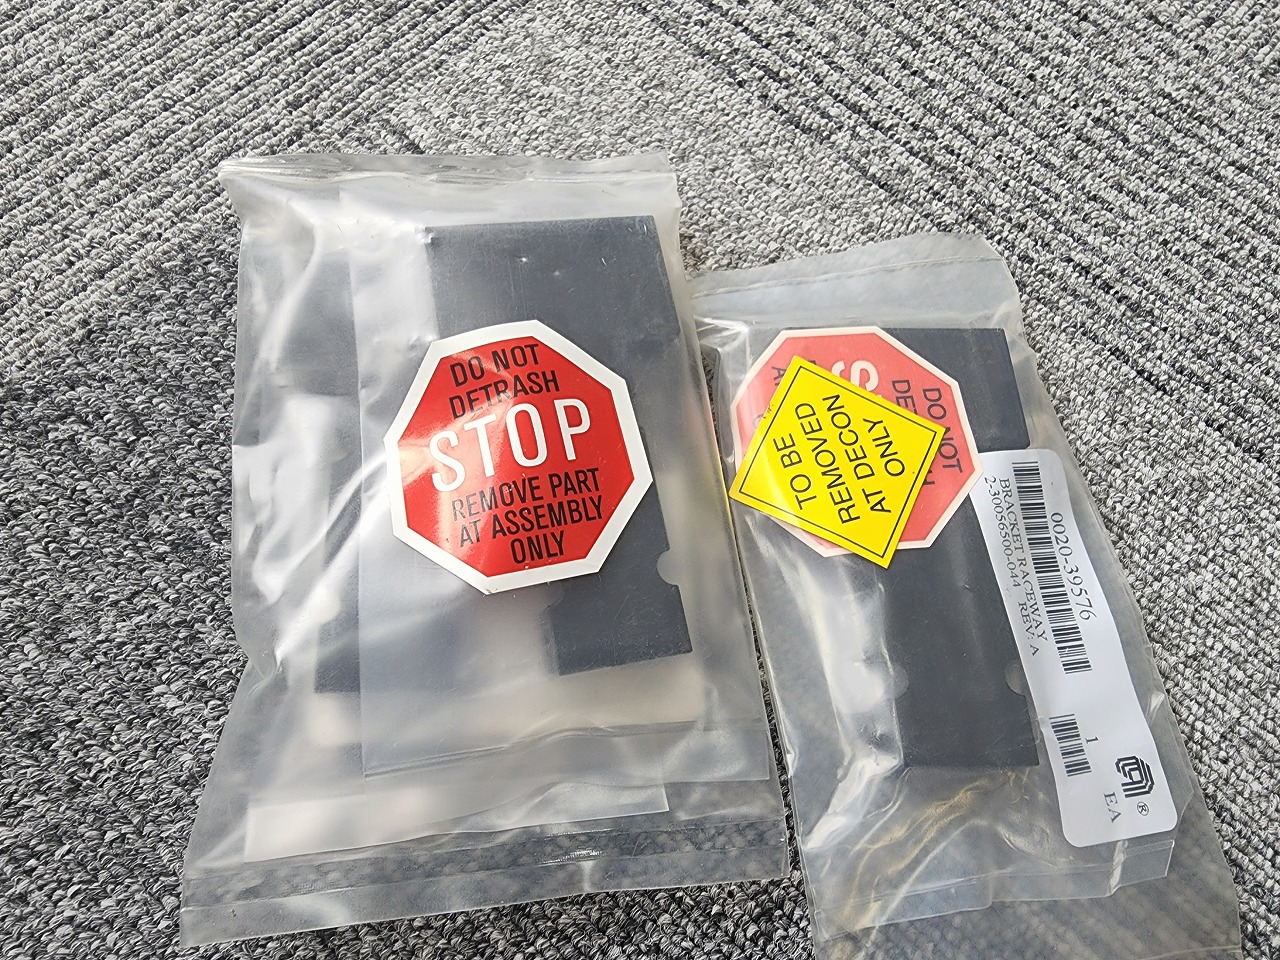 DO NOT
DETRASH
STOP
REMOVE PART
AT ASSEMBLY
ONLY
DO NOT
TO BE
REMOVED
AT DECON
ONLY
0020-39576
BRACKET RACEWAY
2-30056500-044 REV: A
1
EA
®